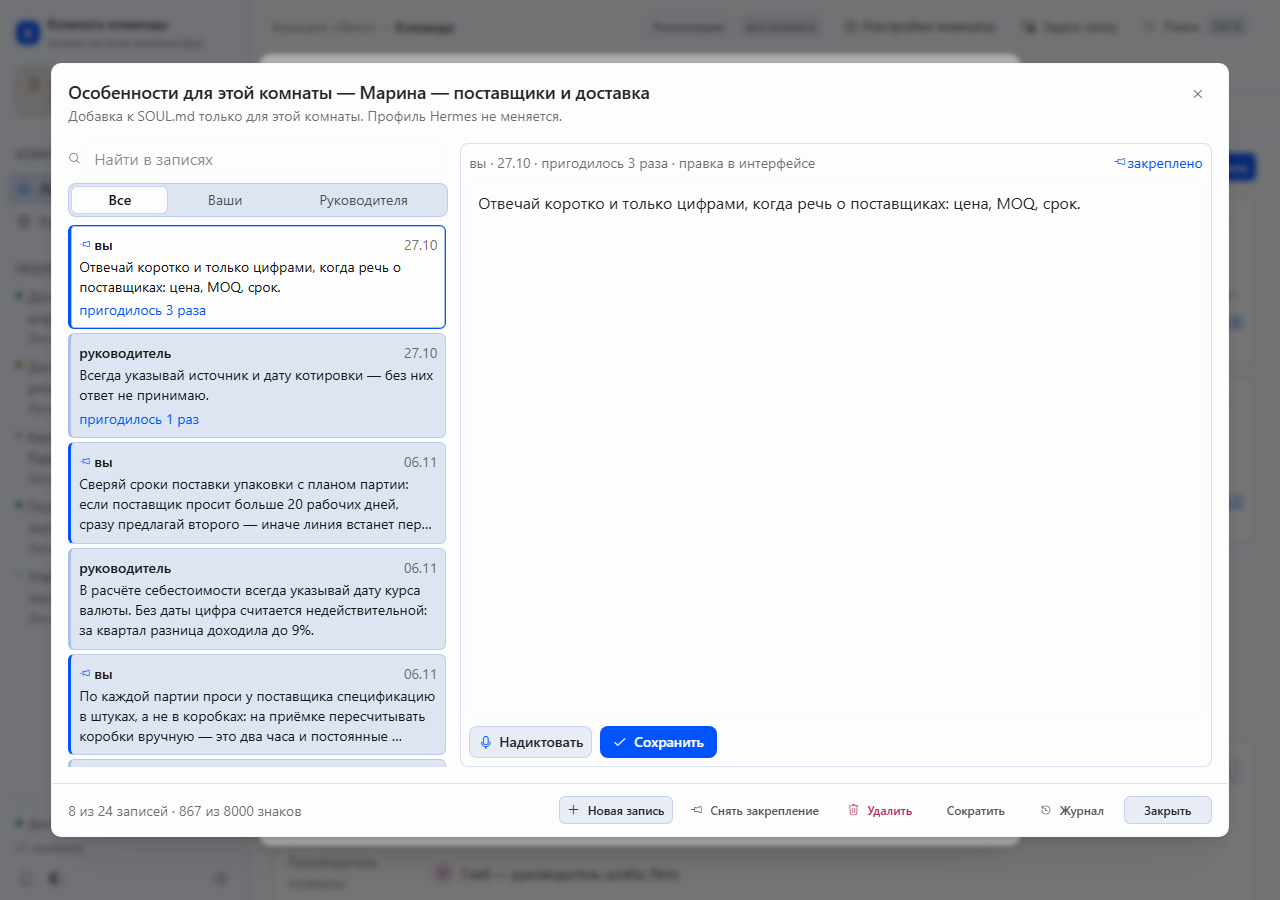 Особенности для этой комнаты — Марина — поставщики и доставка
Добавка к SOUL.md только для этой комнаты. Профиль Hermes не меняется.
Найти в записях
Все
Ваши
Руководителя
вы
27.10
Отвечай коротко и только цифрами, когда речь о
поставщиках: цена, MOQ, срок.
пригодилось 3 раза
руководитель
27.10
Всегда указывай источник и дату котировки — без них
ответ не принимаю.
пригодилось 1 раз
вы
06.11
Сверяй сроки поставки упаковки с планом партии:
если поставщик просит больше 20 рабочих дней,
сразу предлагай второго — иначе линия встанет пер...
руководитель
06.11
В расчёте себестоимости всегда указывай дату курса
валюты. Без даты цифра считается недействительной:
за квартал разница доходила до 9%.
вы
06.11
По каждой партии проси у поставщика спецификацию
в штуках, а не в коробках: на приёмке пересчитывать
коробки вручную — это два часа и постоянные ...
вы · 27.10 · пригодилось 3 раза · правка в интерфейсе
закреплено
Отвечай коротко и только цифрами, когда речь о поставщиках: цена, MOQ, срок.
Надиктовать
Сохранить
8 из 24 записей · 867 из 8000 знаков
Новая запись
Снять закрепление
Удалить
Сократить
Журнал
Закрыть